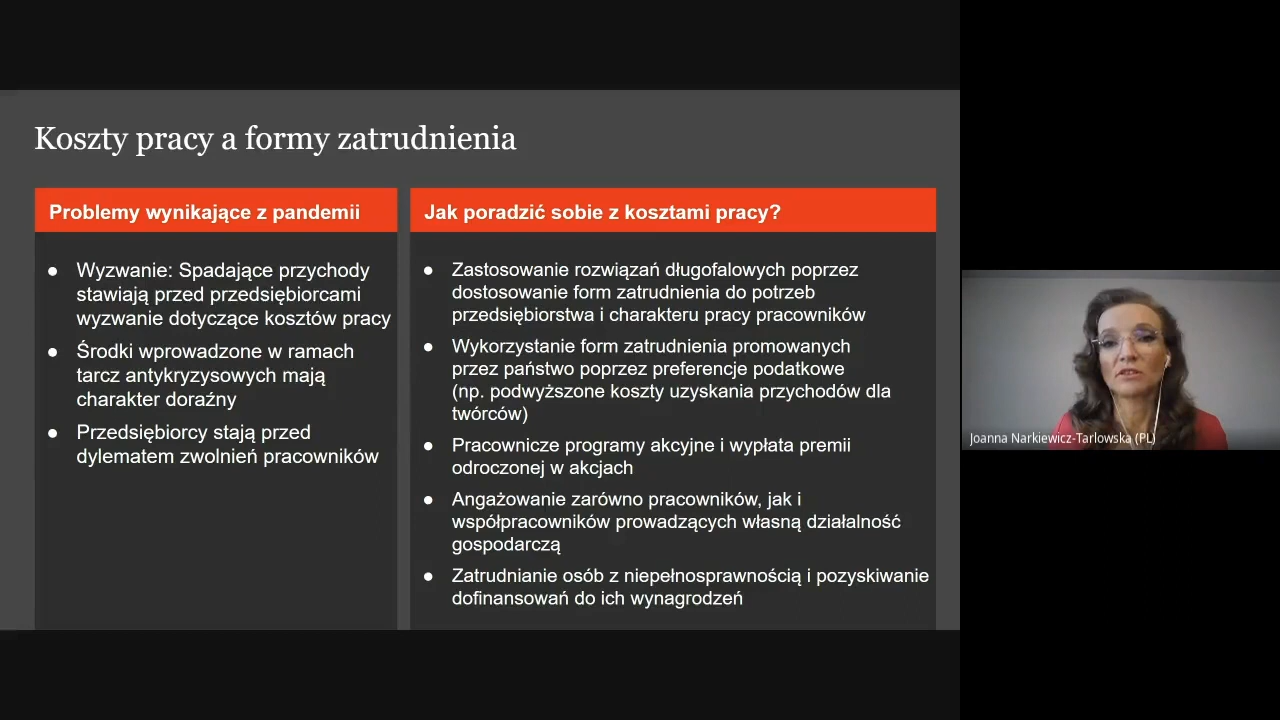 Koszty pracy a formy zatrudnienia
Problemy wynikające z pandemii
● Wyzwanie: Spadające przychody
stawiają przed przedsiębiorcami
wyzwanie dotyczące kosztów pracy
● Środki wprowadzone w ramach
tarcz antykryzysowych mają
charakter doraźny
● Przedsiębiorcy stają przed
dylematem zwolnień pracowników
Jak poradzić sobie z kosztami pracy?
● Zastosowanie rozwiązań długofalowych poprzez
dostosowanie form zatrudnienia do potrzeb
przedsiębiorstwa i charakteru pracy pracowników
● Wykorzystanie form zatrudnienia promowanych
przez państwo poprzez preferencje podatkowe
(np. podwyższone koszty uzyskania przychodów dla
twórców)
● Pracownicze programy akcyjne i wypłata premii
odroczonej w akcjach
● Angażowanie zarówno pracowników, jak i
współpracowników prowadzących własną działalność
gospodarczą
● Zatrudnianie osób z niepełnosprawnością i pozyskiwanie
dofinansowań do ich wynagrodzeń
Joanna Narkiewicz-Tarlowska (PL)